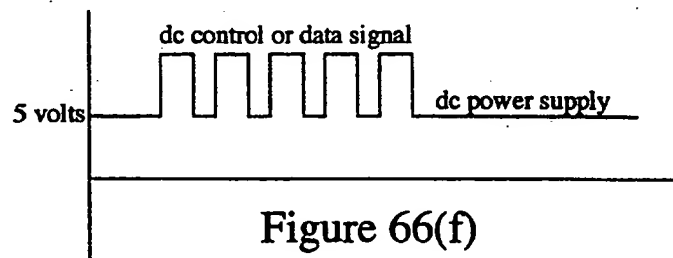 dc control or data signal
5 volts
dc power supply
Figure 66(f)